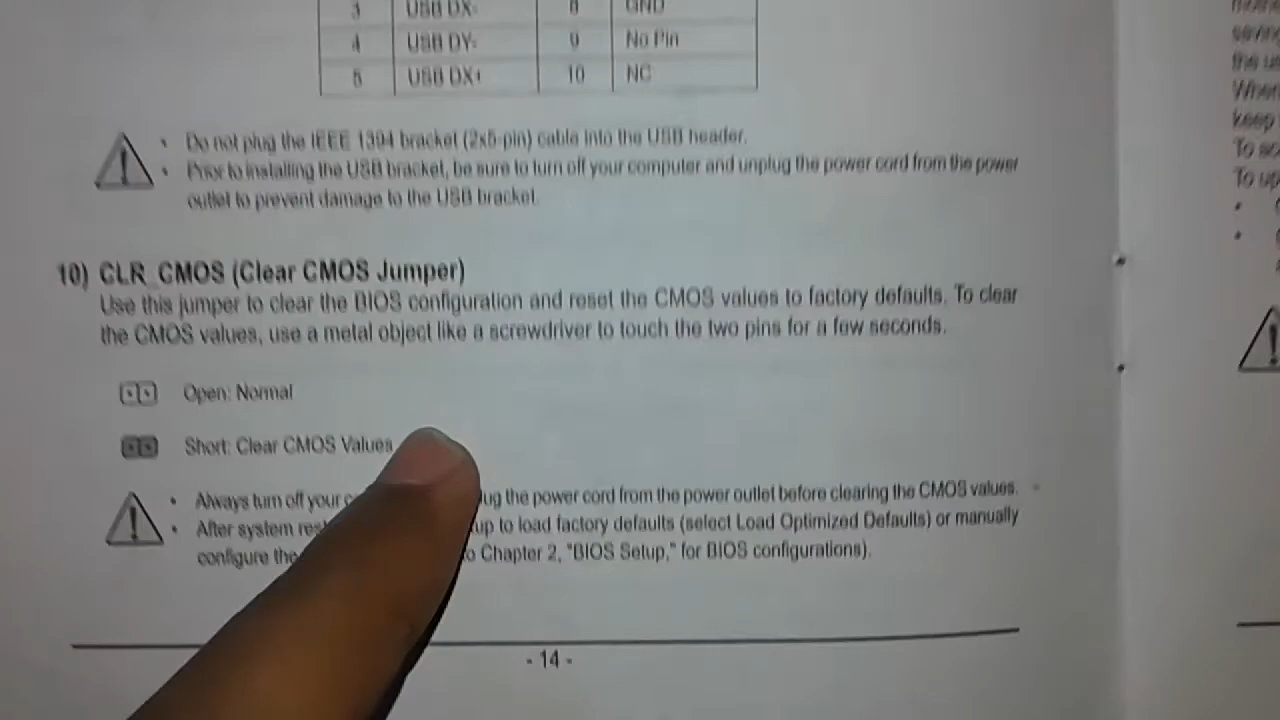 3 USB DX- 8 GND
4 USB DY- 9 No Pin
5 USB DX+ 10 NC
• Do not plug the IEEE 1394 bracket (2x5-pin) cable into the USB header.
• Prior to installing the USB bracket, be sure to turn off your computer and unplug the power cord from the power
outlet to prevent damage to the USB bracket.
10) CLR_CMOS (Clear CMOS Jumper)
Use this jumper to clear the BIOS configuration and reset the CMOS values to factory defaults. To clear
the CMOS values, use a metal object like a screwdriver to touch the two pins for a few seconds.
Open: Normal
Short: Clear CMOS Values
• Always turn off your lug the power cord from the power outlet before clearing the CMOS values.
• After system up to load factory defaults (select Load Optimized Defaults) or manually
configure the Chapter 2, "BIOS Setup," for BIOS configurations).
- 14 -
When
keep
To
To up